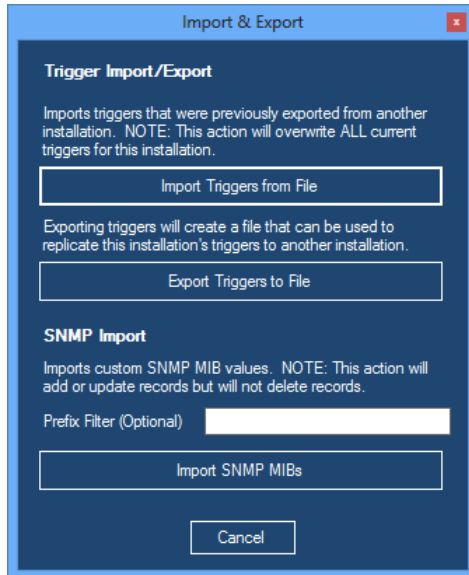 Import & Export
x
Trigger Import/Export
Imports triggers that were previously exported from another
installation.  NOTE: This action will overwrite ALL current
triggers for this installation.
Import Triggers from File
Exporting triggers will create a file that can be used to
replicate this installation's triggers to another installation.
Export Triggers to File
SNMP Import
Imports custom SNMP MIB values.  NOTE: This action will
add or update records but will not delete records.
Prefix Filter (Optional)
Import SNMP MIBs
Cancel